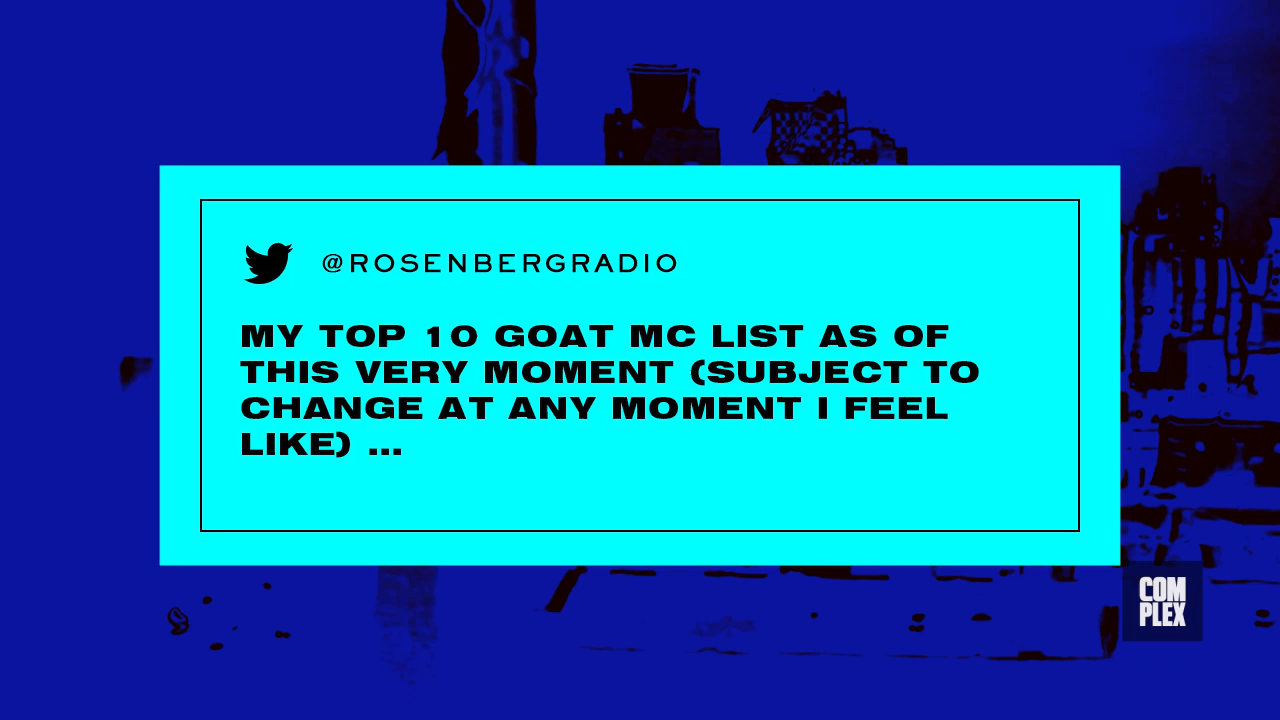 @ROSENBERGRADIO
MY TOP 10 GOAT MC LIST AS OF
THIS VERY MOMENT (SUBJECT TO
CHANGE AT ANY MOMENT I FEEL
LIKE) ...
COM
PLEX